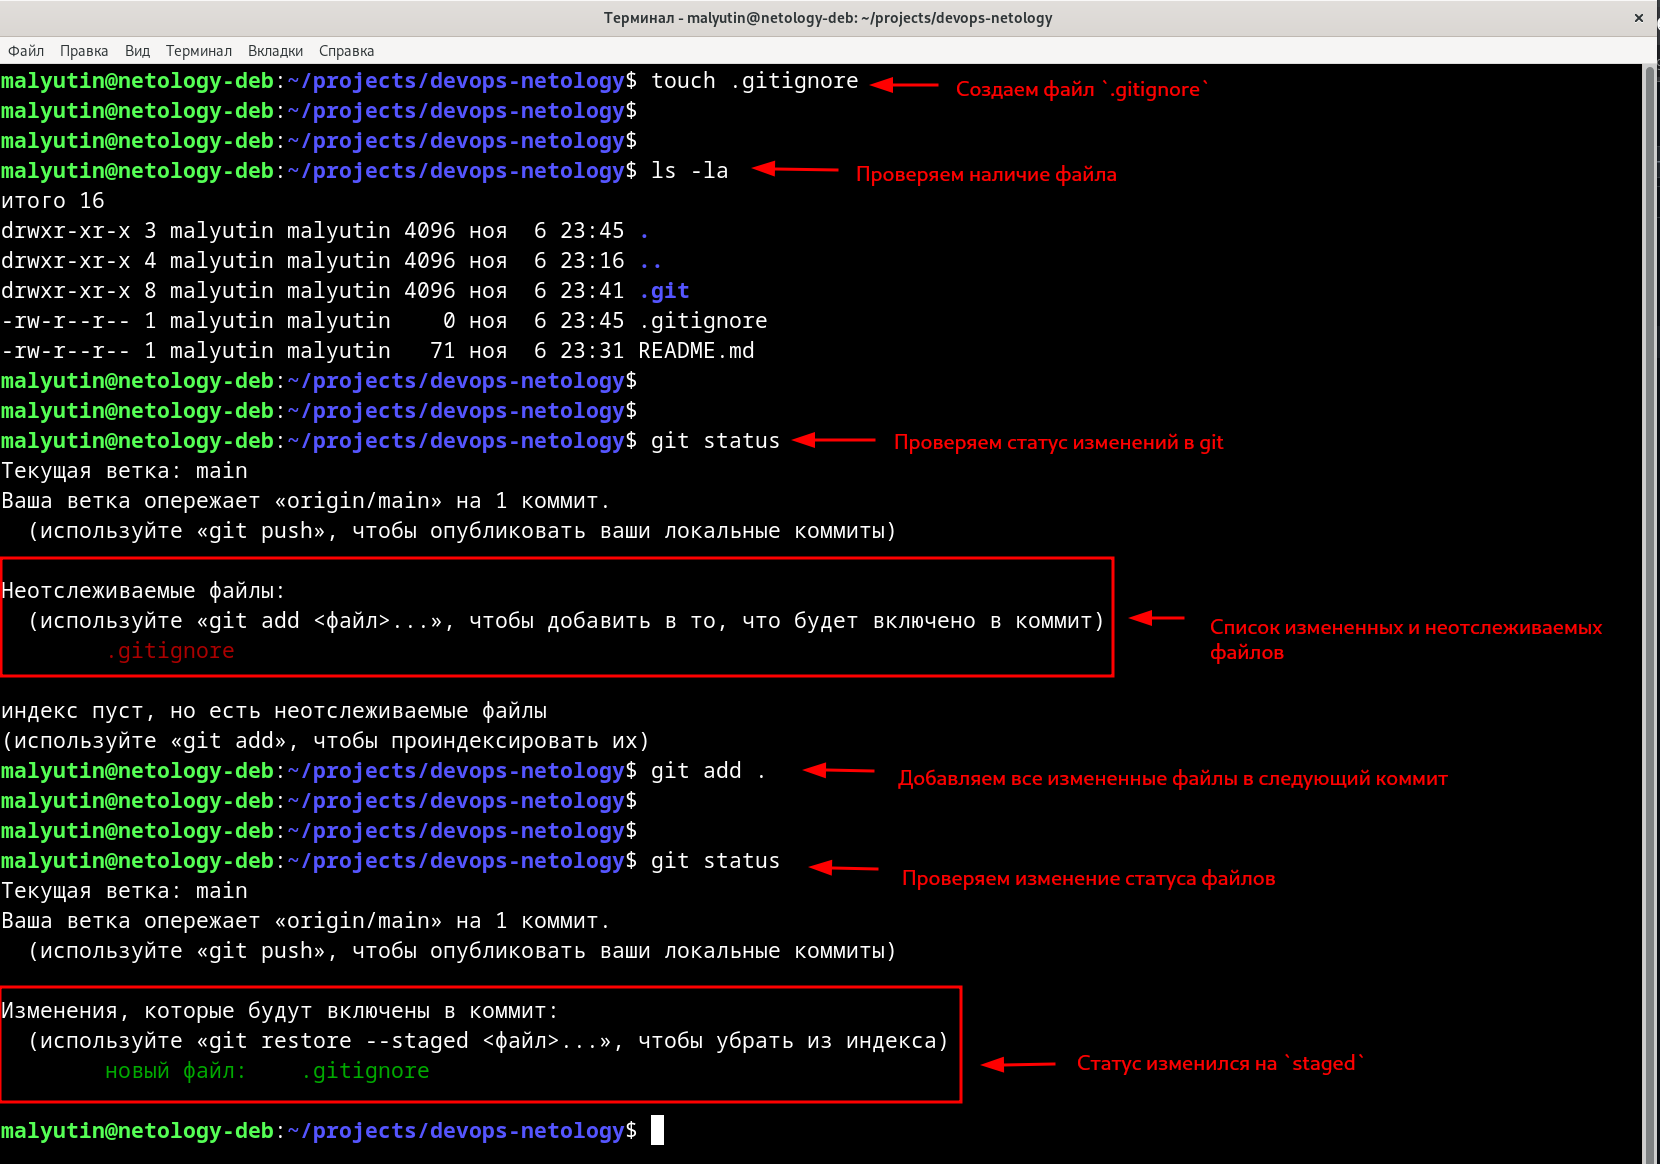 Терминал - malyutin@netology-deb: ~/projects/devops-netology ×
Файл Правка Вид Терминал Вкладки Справка
malyutin@netology-deb:~/projects/devops-netology$ touch .gitignore
Создаем файл `.gitignore`
malyutin@netology-deb:~/projects/devops-netology$
malyutin@netology-deb:~/projects/devops-netology$
malyutin@netology-deb:~/projects/devops-netology$ ls -la
Проверяем наличие файла
итого 16
drwxr-xr-x 3 malyutin malyutin 4096 ноя  6 23:45 .
drwxr-xr-x 4 malyutin malyutin 4096 ноя  6 23:16 ..
drwxr-xr-x 8 malyutin malyutin 4096 ноя  6 23:41 .git
-rw-r--r-- 1 malyutin malyutin    0 ноя  6 23:45 .gitignore
-rw-r--r-- 1 malyutin malyutin   71 ноя  6 23:31 README.md
malyutin@netology-deb:~/projects/devops-netology$
malyutin@netology-deb:~/projects/devops-netology$
malyutin@netology-deb:~/projects/devops-netology$ git status
Проверяем статус изменений в git
Текущая ветка: main
Ваша ветка опережает «origin/main» на 1 коммит.
(используйте «git push», чтобы опубликовать ваши локальные коммиты)
Неотслеживаемые файлы:
(используйте «git add <файл>...», чтобы добавить в то, что будет включено в коммит)
.gitignore
Список измененных и неотслеживаемых
файлов
индекс пуст, но есть неотслеживаемые файлы
(используйте «git add», чтобы проиндексировать их)
malyutin@netology-deb:~/projects/devops-netology$ git add .
Добавляем все измененные файлы в следующий коммит
malyutin@netology-deb:~/projects/devops-netology$
malyutin@netology-deb:~/projects/devops-netology$
malyutin@netology-deb:~/projects/devops-netology$ git status
Проверяем изменение статуса файлов
Текущая ветка: main
Ваша ветка опережает «origin/main» на 1 коммит.
(используйте «git push», чтобы опубликовать ваши локальные коммиты)
Изменения, которые будут включены в коммит:
(используйте «git restore --staged <файл>...», чтобы убрать из индекса)
новый файл:    .gitignore
Статус изменился на `staged`
malyutin@netology-deb:~/projects/devops-netology$